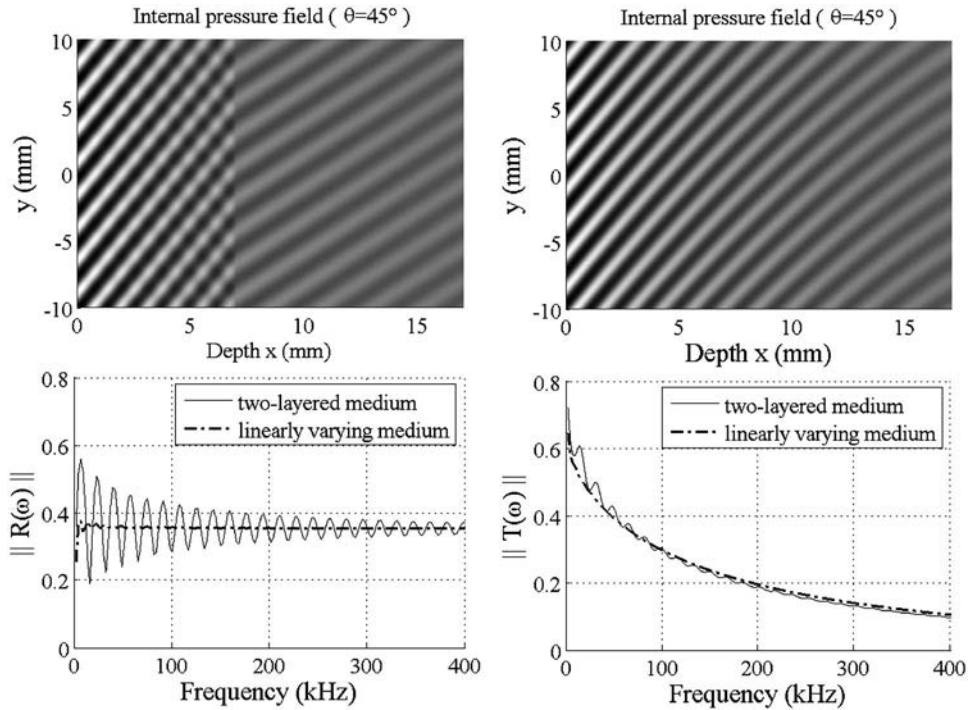 Internal pressure field ( θ=45°)
10
5
0
-5
-10
y (mm)
0
5
10
15
Depth x (mm)
Internal pressure field ( θ=45°)
10
5
0
-5
-10
y (mm)
0
5
10
15
Depth x (mm)
0.8
0.6
0.4
0.2
0
|| R(ω) ||
two-layered medium
linearly varying medium
0
100
200
300
400
Frequency (kHz)
0.8
0.6
0.4
0.2
0
|| T(ω) ||
two-layered medium
linearly varying medium
0
100
200
300
400
Frequency (kHz)